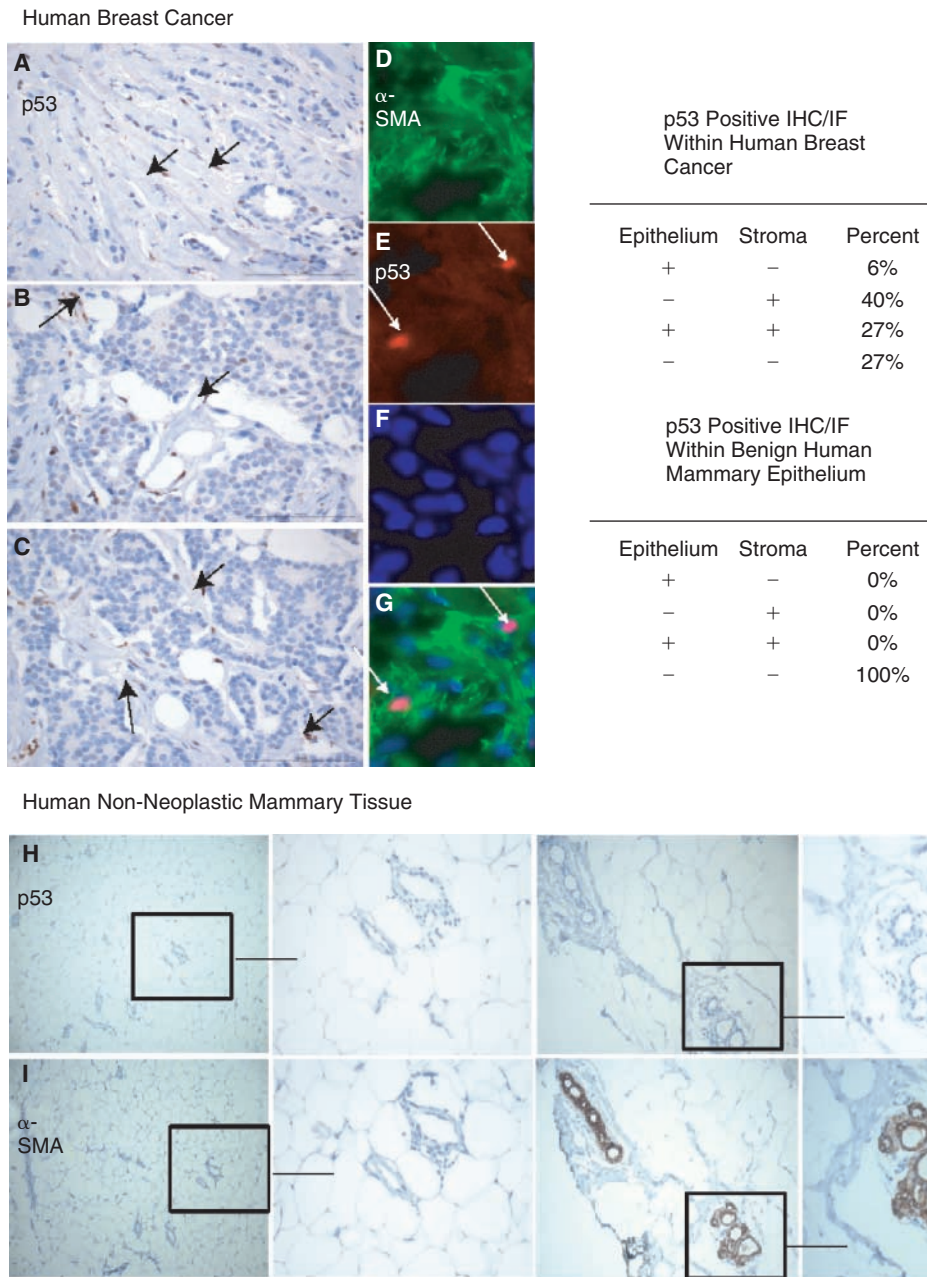 Human Breast Cancer
A
p53
B
C
D
α-
SMA
E
p53
F
G
p53 Positive IHC/IF
Within Human Breast
Cancer
Epithelium Stroma Percent
+ − 6%
− + 40%
+ + 27%
− − 27%
p53 Positive IHC/IF
Within Benign Human
Mammary Epithelium
Epithelium Stroma Percent
+ − 0%
− + 0%
+ + 0%
− − 100%
Human Non-Neoplastic Mammary Tissue
H
p53
I
α-
SMA